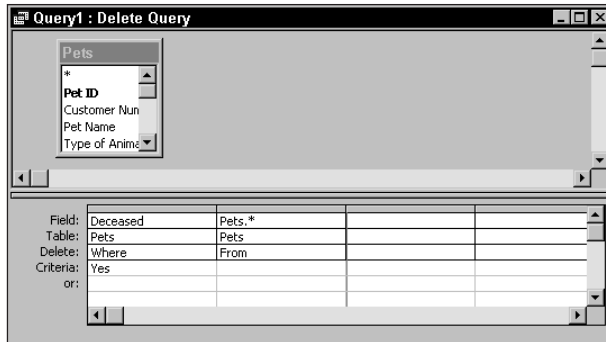 Query1 : Delete Query
Pets
*
Pet ID
Customer Num
Pet Name
Type of Anima
Field: Deceased Pets.*
Table: Pets Pets
Delete: Where From
Criteria: Yes
or: